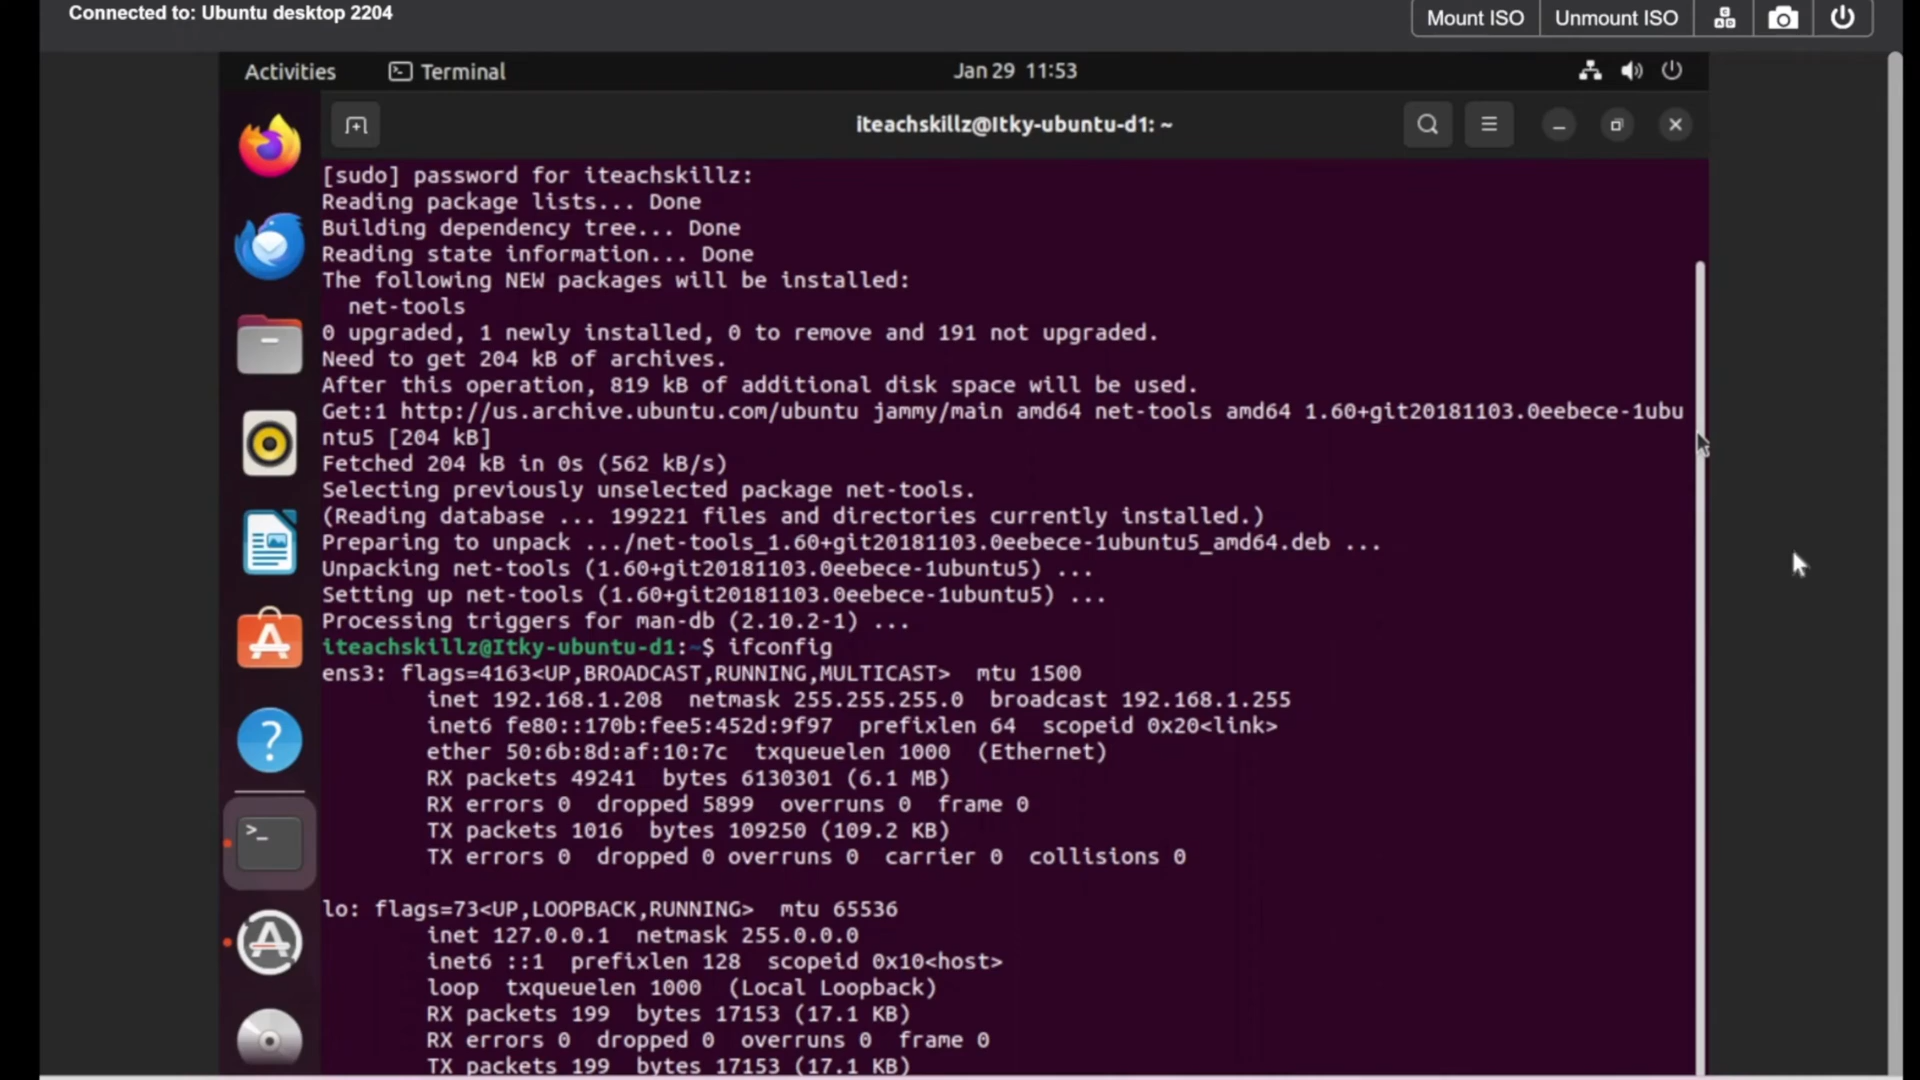 Connected to: Ubuntu desktop 2204
Mount ISO
Unmount ISO
Activities
Terminal
Jan 29 11:53
iteachskillz@Itky-ubuntu-d1: ~
[sudo] password for iteachskillz:
Reading package lists... Done
Building dependency tree... Done
Reading state information... Done
The following NEW packages will be installed:
  net-tools
0 upgraded, 1 newly installed, 0 to remove and 191 not upgraded.
Need to get 204 kB of archives.
After this operation, 819 kB of additional disk space will be used.
Get:1 http://us.archive.ubuntu.com/ubuntu jammy/main amd64 net-tools amd64 1.60+git20181103.0eebece-1ubu
ntu5 [204 kB]
Fetched 204 kB in 0s (562 kB/s)
Selecting previously unselected package net-tools.
(Reading database ... 199221 files and directories currently installed.)
Preparing to unpack .../net-tools_1.60+git20181103.0eebece-1ubuntu5_amd64.deb ...
Unpacking net-tools (1.60+git20181103.0eebece-1ubuntu5) ...
Setting up net-tools (1.60+git20181103.0eebece-1ubuntu5) ...
Processing triggers for man-db (2.10.2-1) ...
iteachskillz@Itky-ubuntu-d1:~$ ifconfig
ens3: flags=4163<UP,BROADCAST,RUNNING,MULTICAST>  mtu 1500
        inet 192.168.1.208  netmask 255.255.255.0  broadcast 192.168.1.255
        inet6 fe80::170b:fee5:452d:9f97  prefixlen 64  scopeid 0x20<link>
        ether 50:6b:8d:af:10:7c  txqueuelen 1000  (Ethernet)
        RX packets 49241  bytes 6130301 (6.1 MB)
        RX errors 0  dropped 5899  overruns 0  frame 0
        TX packets 1016  bytes 109250 (109.2 KB)
        TX errors 0  dropped 0 overruns 0  carrier 0  collisions 0
lo: flags=73<UP,LOOPBACK,RUNNING>  mtu 65536
        inet 127.0.0.1  netmask 255.0.0.0
        inet6 ::1  prefixlen 128  scopeid 0x10<host>
        loop  txqueuelen 1000  (Local Loopback)
        RX packets 199  bytes 17153 (17.1 KB)
        RX errors 0  dropped 0  overruns 0  frame 0
        TX packets 199  bytes 17153 (17.1 KB)